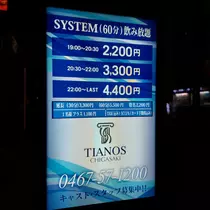 SYSTEM(60分)飲み放題
19:00~20:30 2,200円
20:30~22:00 3,300円
22:00~LAST 4,400円
TIANOS
CHIGASAKI
0467-57-1200
キャスト・スタッフ募集中!!